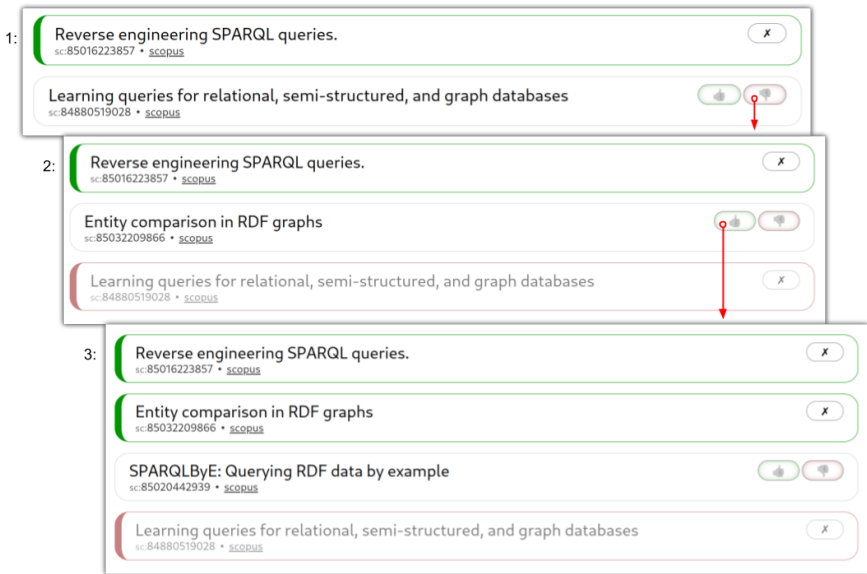 1:
Reverse engineering SPARQL queries.
✗
sc:85016223857 • scopus
Learning queries for relational, semi-structured, and graph databases
sc:84880519028 • scopus
2:
Reverse engineering SPARQL queries.
✗
sc:85016223857 • scopus
Entity comparison in RDF graphs
sc:85032209866 • scopus
Learning queries for relational, semi-structured, and graph databases
✗
sc:84880519028 • scopus
3:
Reverse engineering SPARQL queries.
✗
sc:85016223857 • scopus
Entity comparison in RDF graphs
✗
sc:85032209866 • scopus
SPARQLByE: Querying RDF data by example
sc:85020442939 • scopus
Learning queries for relational, semi-structured, and graph databases
✗
sc:84880519028 • scopus